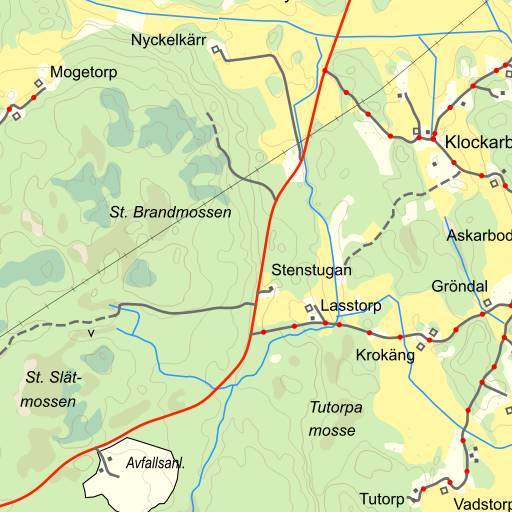 Nyckelkärr
Mogetorp
Klockarb
St. Brandmossen
Askarbod
Stenstugan
Gröndal
Lasstorp
Krokäng
St. Slät-
mossen
Tutorpa
mosse
Avfallsanl.
Tutorp
Vadstorp